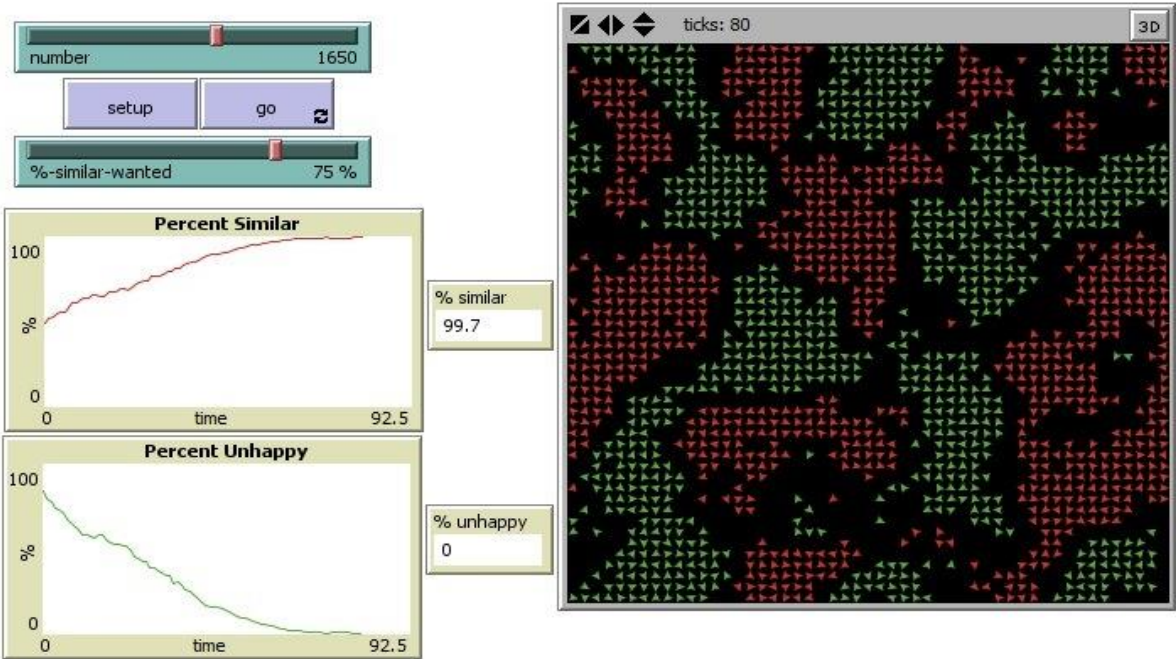 number 1650
setup
go
%-similar-wanted 75 %
Percent Similar
100
%
0
0 time 92.5
% similar
99.7
Percent Unhappy
100
%
0
0 time 92.5
% unhappy
0
ticks: 80
3D